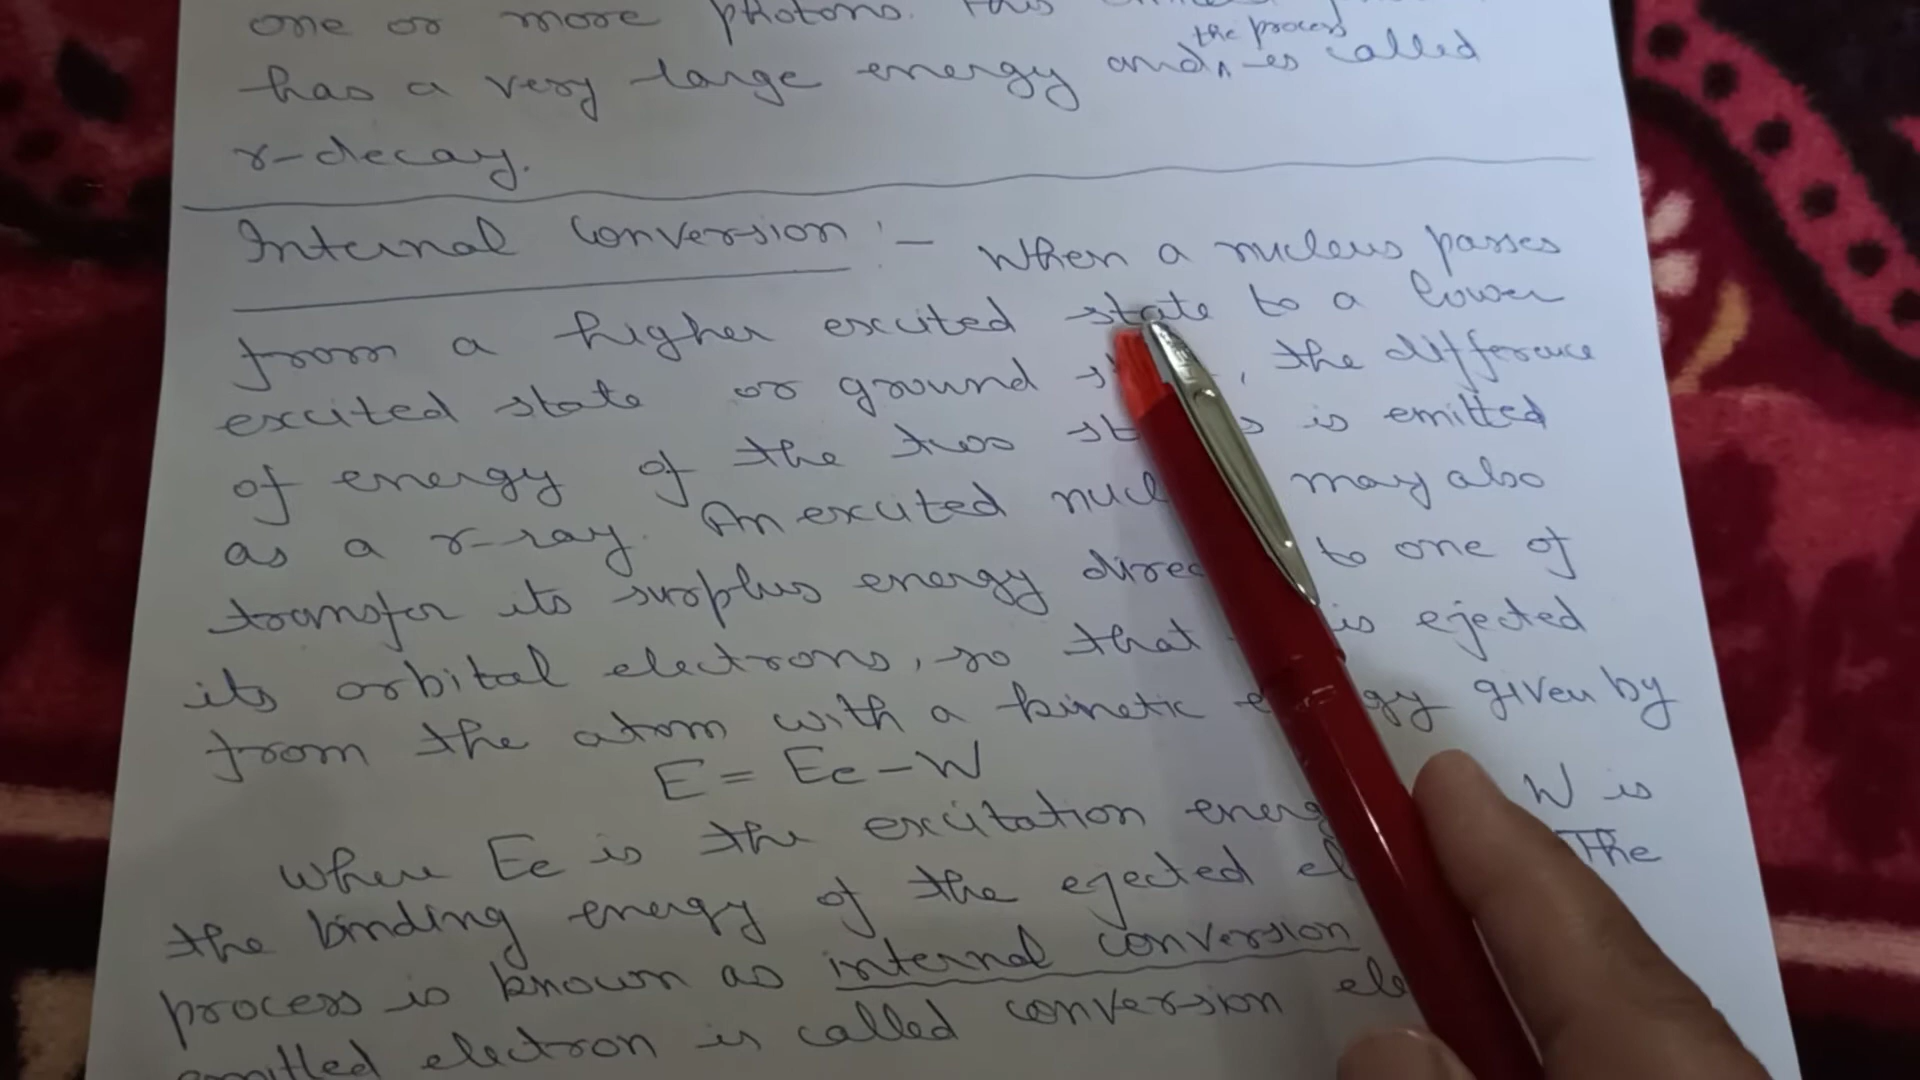 one or more photons. This
the process
has a very large energy and ^ is called
r-decay.
Internal Conversion :- When a nucleus passes
from a higher excited state to a lower
excited state or ground , the difference
of energy of the two is emitted
as a r-ray. An excited may also
transfer its surplus energy to one of
its orbital electrons, so that is ejected
from the atom with a kinetic given by
E = Ee - W
where Ee is the excitation W is
the binding energy of the ejected The
process is known as internal conversion
emitted electron is called conversion